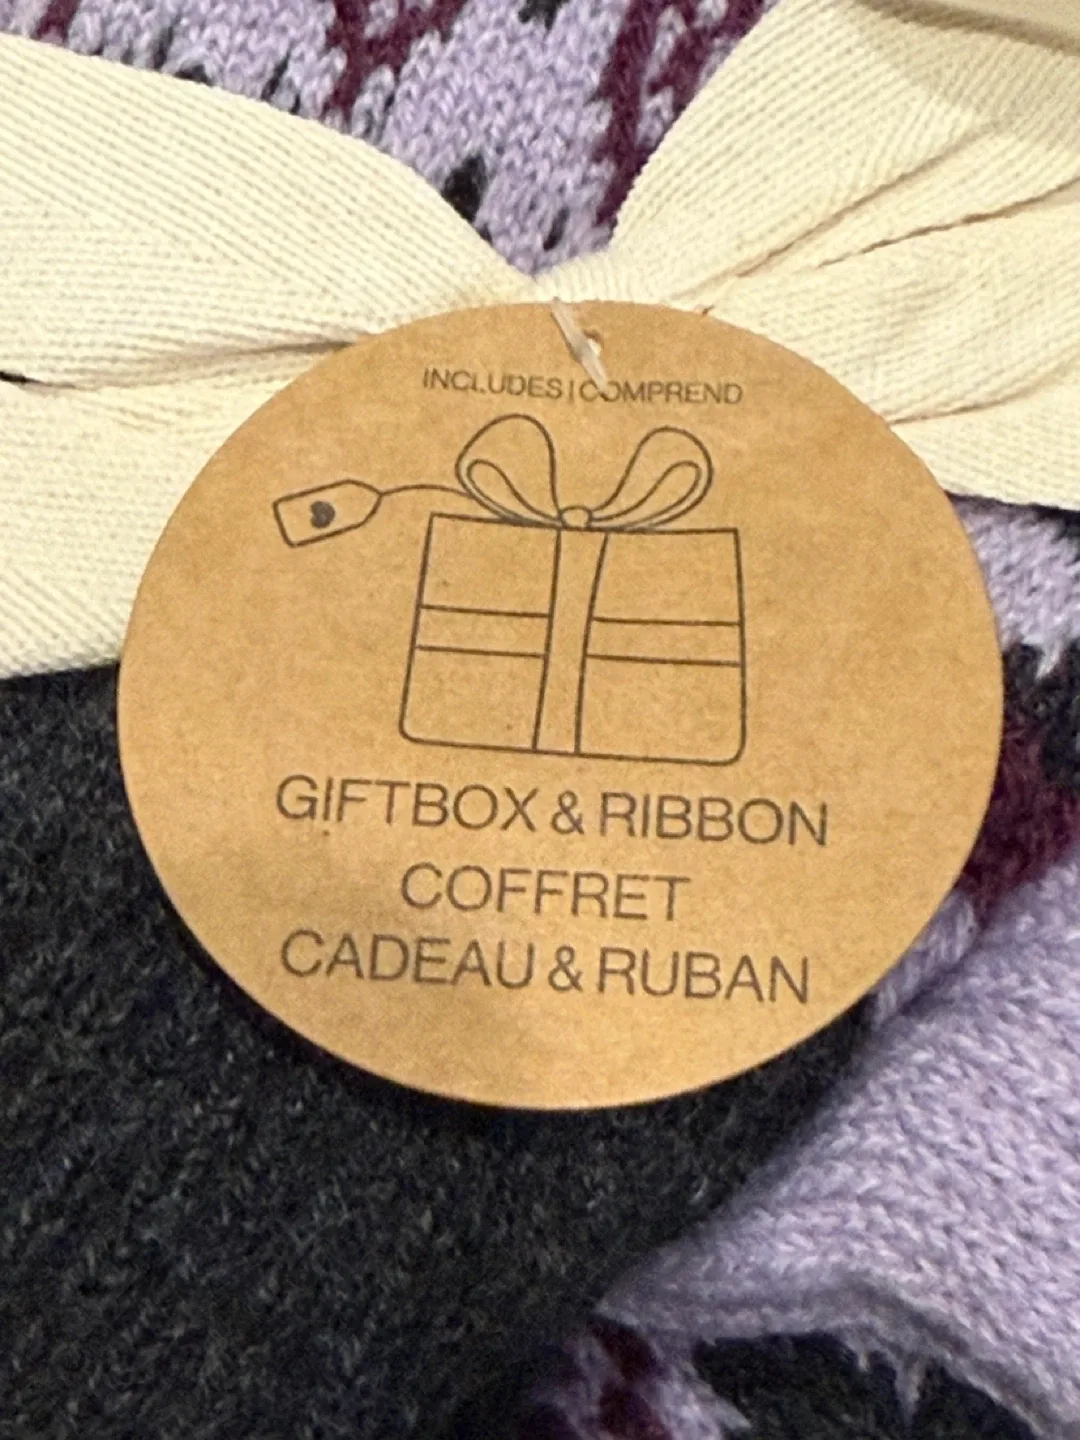 INCLUDES | COMPREND
GIFTBOX & RIBBON
COFFRET
CADEAU & RUBAN